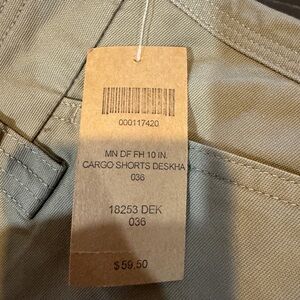 000117420
MN DF FH 10 IN.
CARGO SHORTS DESKHA
036
18253 DEK
036
$59.50